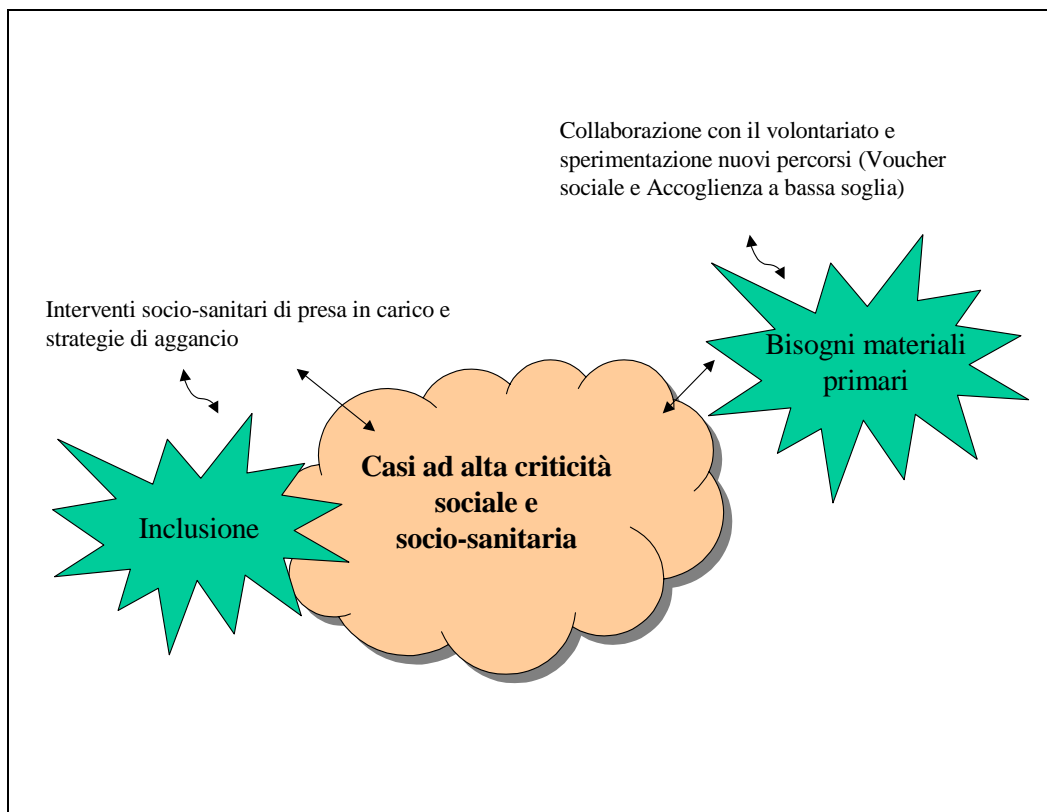 Collaborazione con il volontariato e
sperimentazione nuovi percorsi (Voucher
sociale e Accoglienza a bassa soglia)
Interventi socio-sanitari di presa in carico e
strategie di aggancio
Bisogni materiali
primari
Casi ad alta criticità
sociale e
socio-sanitaria
Inclusione